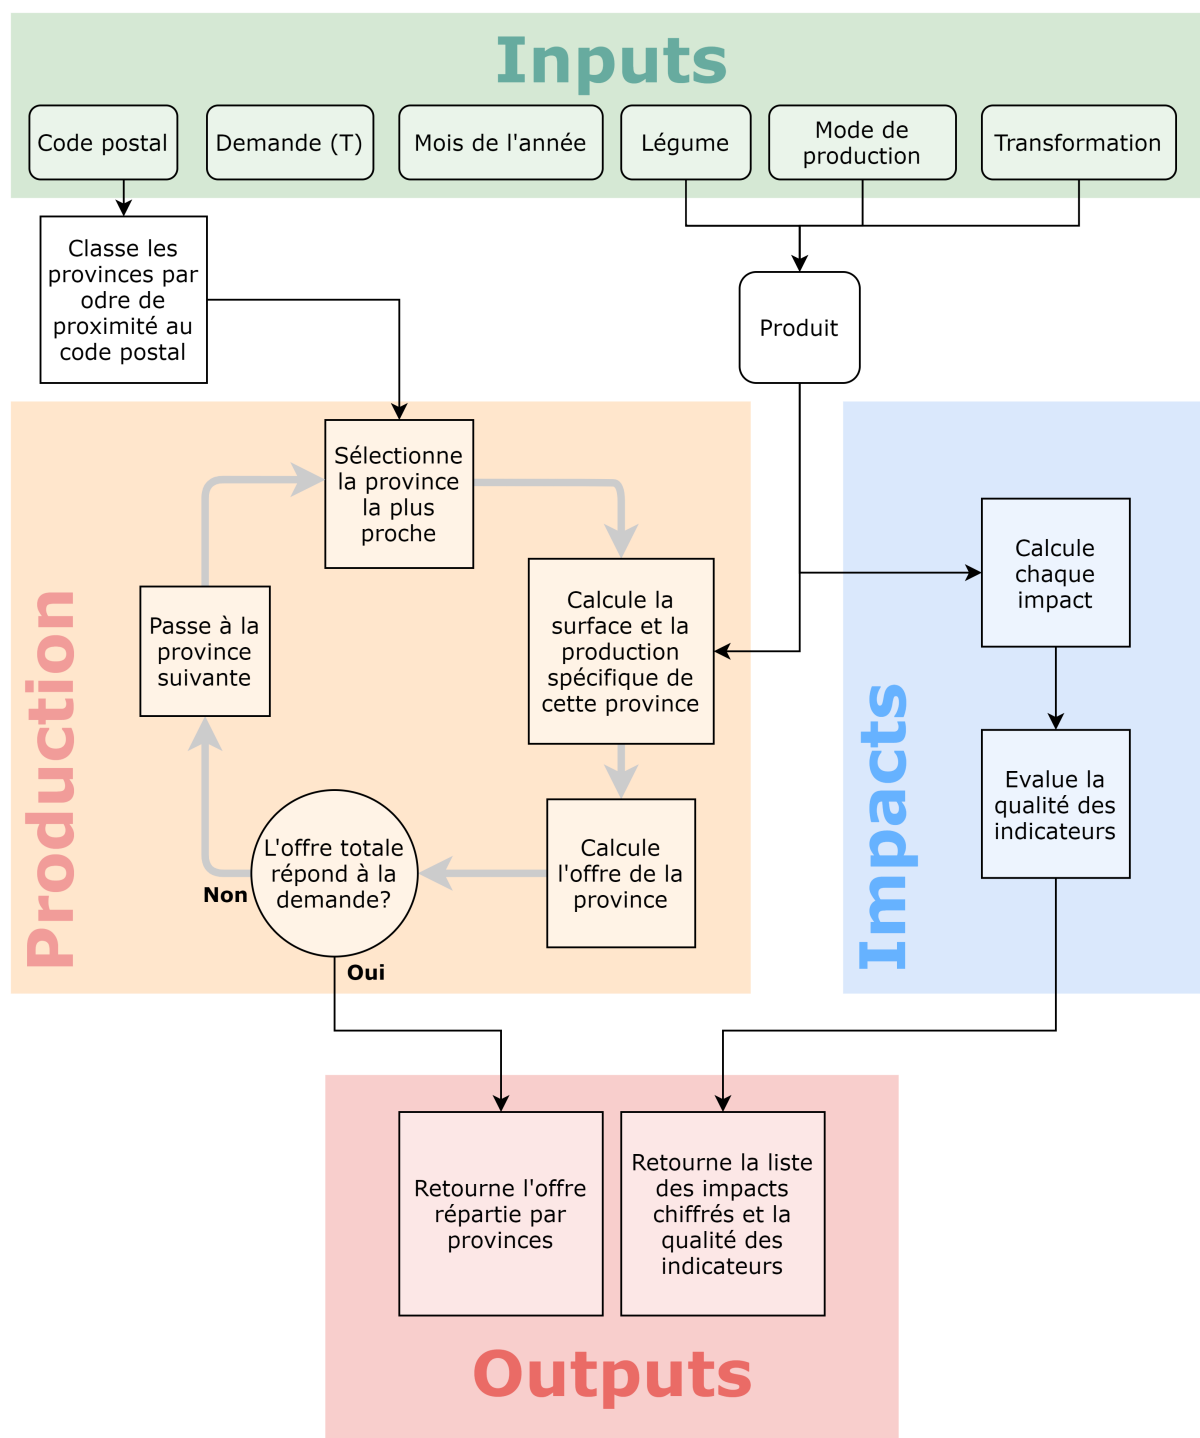 Inputs
Code postal
Demande (T)
Mois de l'année
Légume
Mode de
production
Transformation
Classe les
provinces par
odre de
proximité au
code postal
Produit
Production
Sélectionne
la province
la plus
proche
Calcule la
surface et la
production
spécifique de
cette province
Passe à la
province
suivante
L'offre totale
répond à la
demande?
Calcule
l'offre de la
province
Non
Oui
Impacts
Calcule
chaque
impact
Evalue la
qualité des
indicateurs
Retourne l'offre
répartie par
provinces
Retourne la liste
des impacts
chiffrés et la
qualité des
indicateurs
Outputs